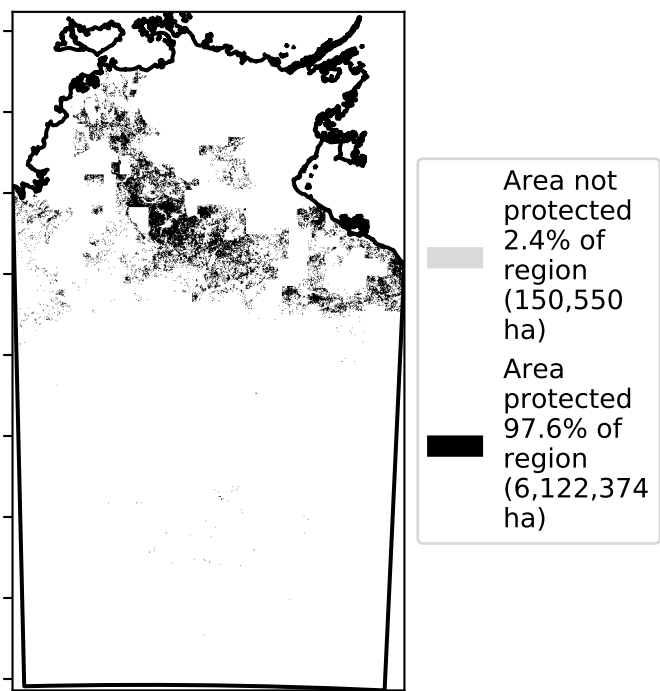 Area not
protected
2.4% of
region
(150,550
ha)
Area
protected
97.6% of
region
(6,122,374
ha)